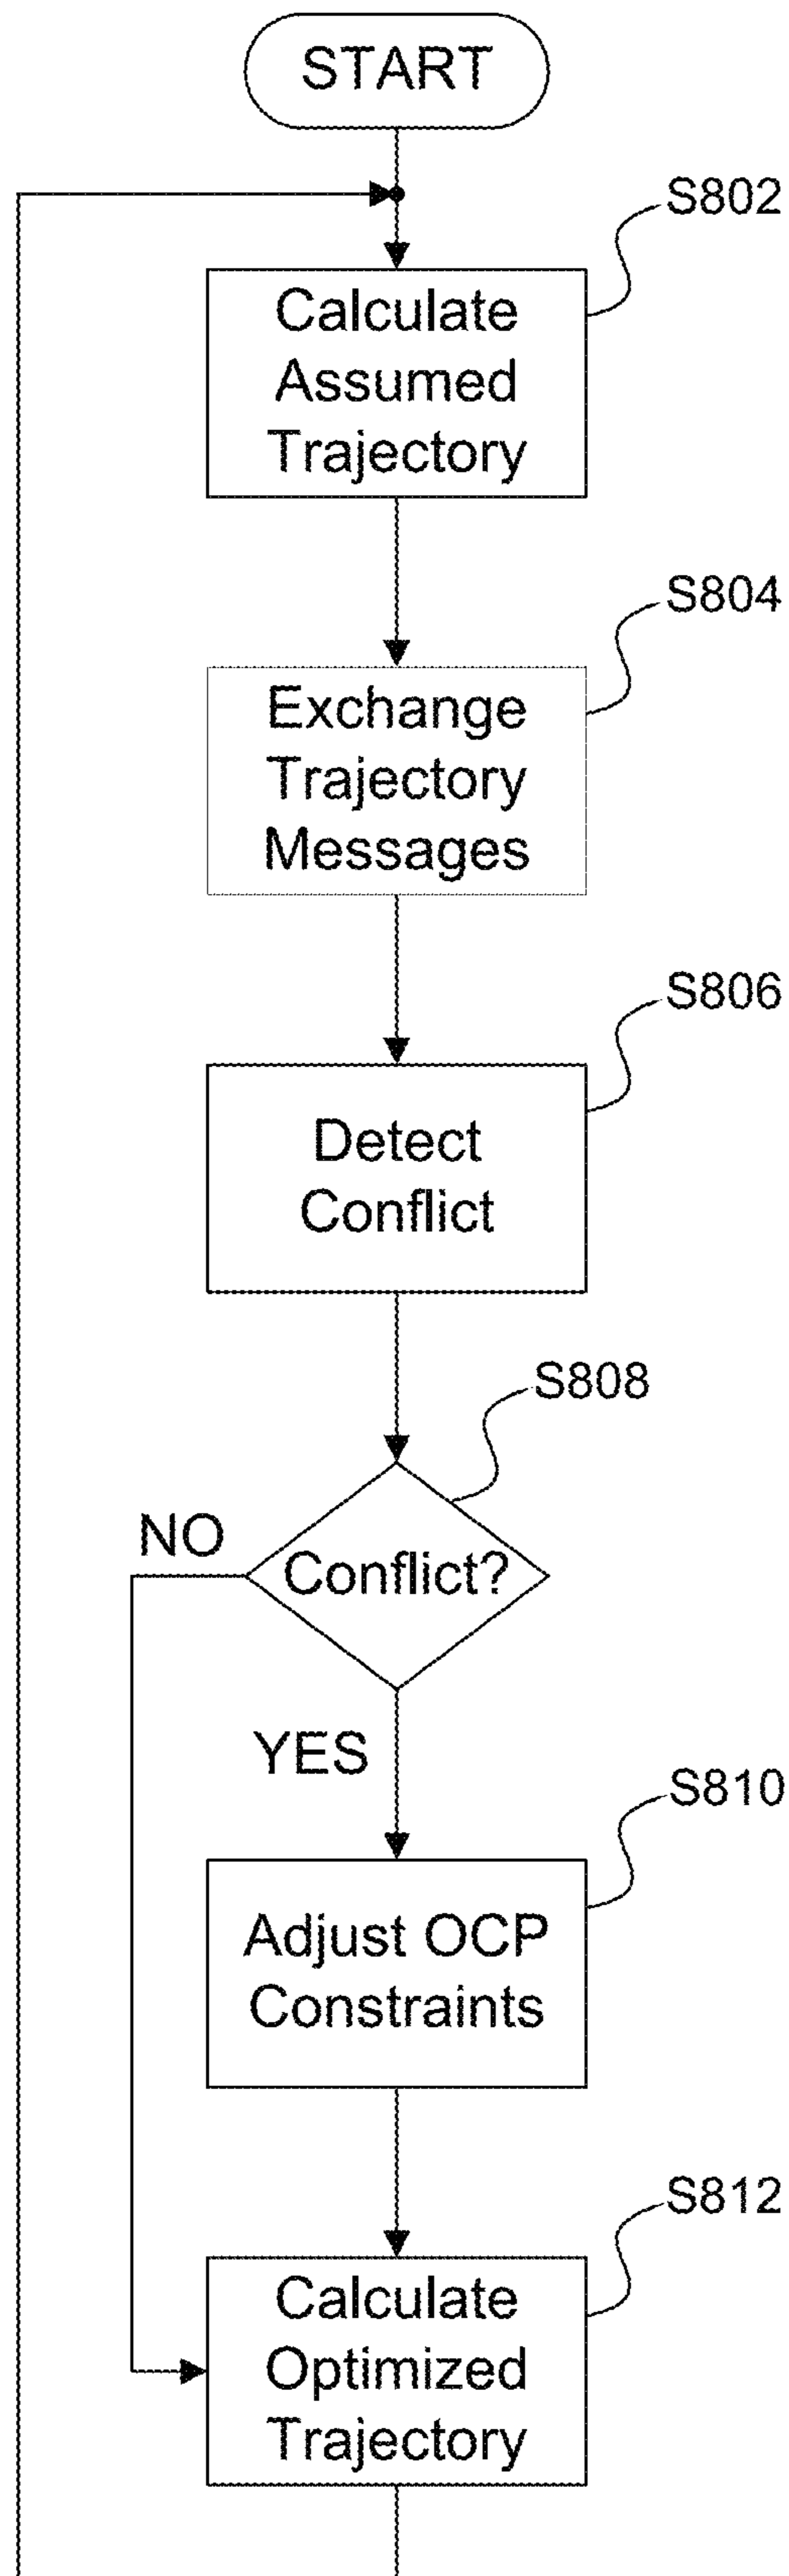 START
S802
Calculate
Assumed
Trajectory
S804
Exchange
Trajectory
Messages
S806
Detect
Conflict
S808
NO
Conflict?
YES
S810
Adjust OCP
Constraints
S812
Calculate
Optimized
Trajectory